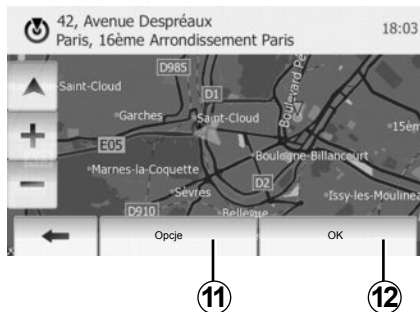 42, Avenue Despréaux
Paris, 16ème Arrondissement Paris
18:03
D985
Saint-Cloud
D1
Boulevard Pé
Garches
Saint-Cloud
15èm
E05
Boulogne-Billancourt
Marnes-la-Coquette
Sèvres
D2
Issy-les-Moulinea
D910
Bellevue
Opcje
OK
11
12